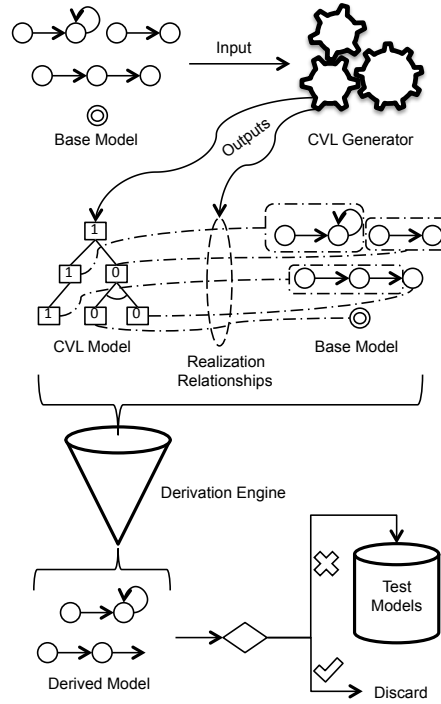 Input
Base Model
CVL Generator
Outputs
1
1
0
1
0
0
CVL Model
Realization
Relationships
Base Model
Derivation Engine
Test
Models
Derived Model
Discard